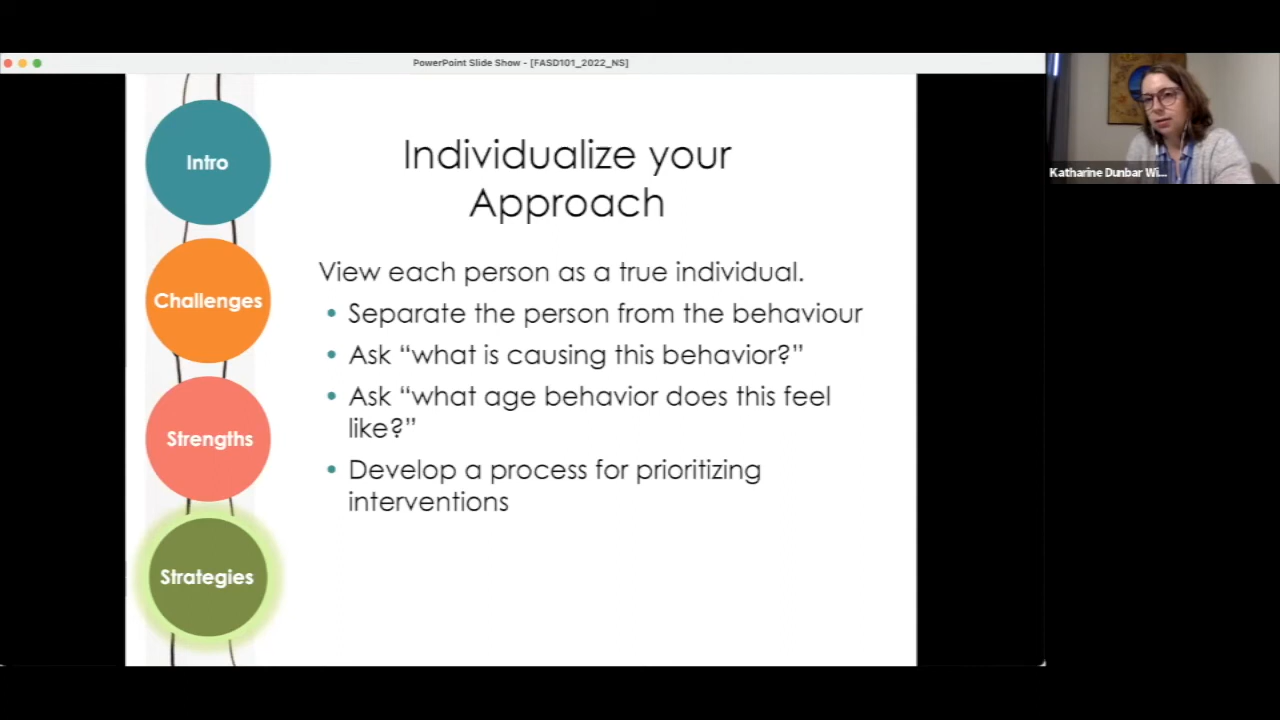 PowerPoint Slide Show - [FASD101_2022_NS]
Intro
Challenges
Strengths
Strategies
Individualize your
Approach
View each person as a true individual.
• Separate the person from the behaviour
• Ask “what is causing this behavior?”
• Ask “what age behavior does this feel
like?”
• Develop a process for prioritizing
interventions
Katharine Dunbar Wi...